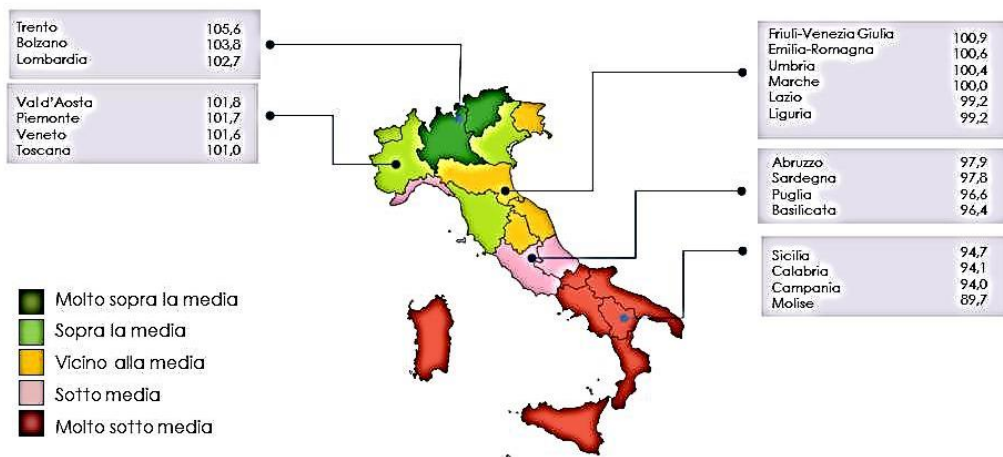 Trento 105,6
Bolzano 103,8
Lombardia 102,7
Val d'Aosta 101,8
Piemonte 101,7
Veneto 101,6
Toscana 101,0
Friuli-Venezia Giulia 100,9
Emilia-Romagna 100,6
Umbria 100,4
Marche 100,0
Lazio 99,2
Liguria 99,2
Abruzzo 97,9
Sardegna 97,8
Puglia 96,6
Basilicata 96,4
Sicilia 94,7
Calabria 94,1
Campania 94,0
Molise 89,7
Molto sopra la media
Sopra la media
Vicino alla media
Sotto media
Molto sotto media